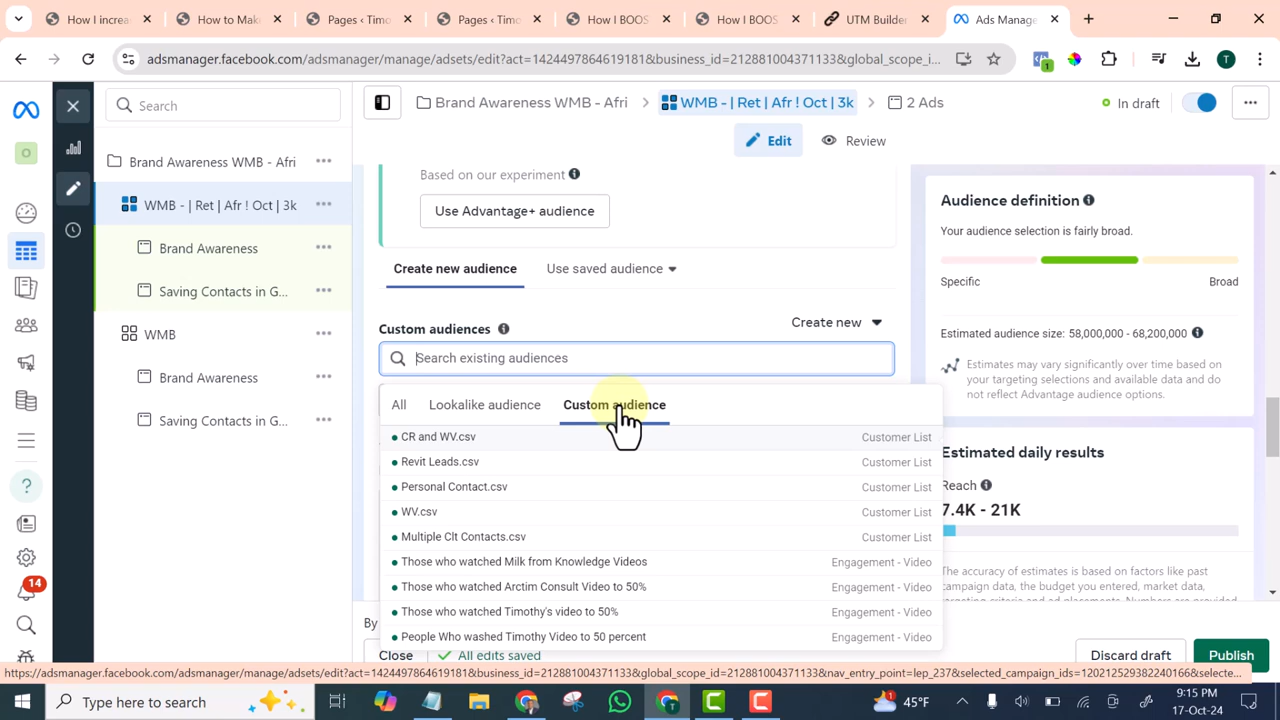 How I increa
How to Mak
Pages ‹ Timo
Pages ‹ Timo
How I BOOS
How I BOOS
UTM Builder
Ads Manage
adsmanager.facebook.com/adsmanager/manage/adsets/edit?act=1424497864619181&business_id=212881004371133&global_scope_i...
1
T
Search
Brand Awareness WMB - Afri
WMB - | Ret | Afr ! Oct | 3k
2 Ads
In draft
Edit
Review
Brand Awareness WMB - Afri
WMB - | Ret | Afr ! Oct | 3k
Brand Awareness
Saving Contacts in G...
WMB
Brand Awareness
Saving Contacts in G...
O
14
Based on our experiment
Use Advantage+ audience
Create new audience
Use saved audience
Custom audiences
Create new
Search existing audiences
All
Lookalike audience
Custom audience
CR and WV.csv Customer List
Revit Leads.csv Customer List
Personal Contact.csv Customer List
WV.csv Customer List
Multiple Clt Contacts.csv Customer List
Those who watched Milk from Knowledge Videos Engagement - Video
Those who watched Arctim Consult Video to 50% Engagement - Video
Those who watched Timothy's video to 50% Engagement - Video
People Who washed Timothy Video to 50 percent Engagement - Video
By
Close
All edits saved
Audience definition
Your audience selection is fairly broad.
Specific
Broad
Estimated audience size: 58,000,000 - 68,200,000
Estimates may vary significantly over time based on
your targeting selections and available data and do
not reflect Advantage audience options.
Estimated daily results
Reach
7.4K - 21K
The accuracy of estimates is based on factors like past
campaign data, the budget you entered, market data,
Discard draft
Publish
https://adsmanager.facebook.com/adsmanager/manage/adsets/edit?act=1424497864619181&business_id=212881004371133&global_scope_id=212881004371133&nav_entry_point=lep_237&selected_campaign_ids=120212529382240166&selecte...
Type here to search
1
45°F
9:15 PM
17-Oct-24